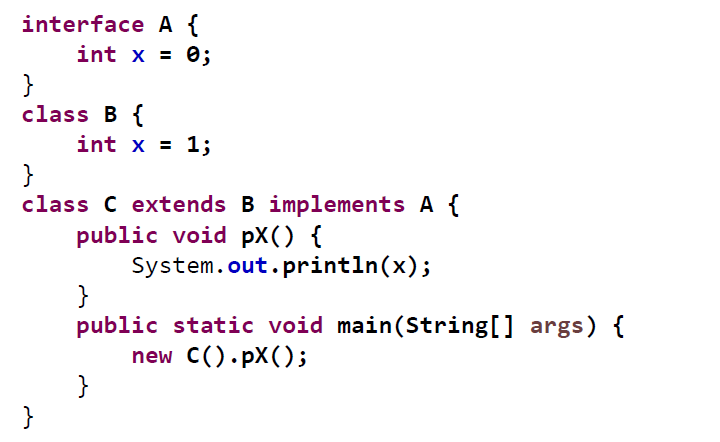 interface A {
    int x = 0;
}
class B {
    int x = 1;
}
class C extends B implements A {
    public void pX() {
        System.out.println(x);
    }
    public static void main(String[] args) {
        new C().pX();
    }
}